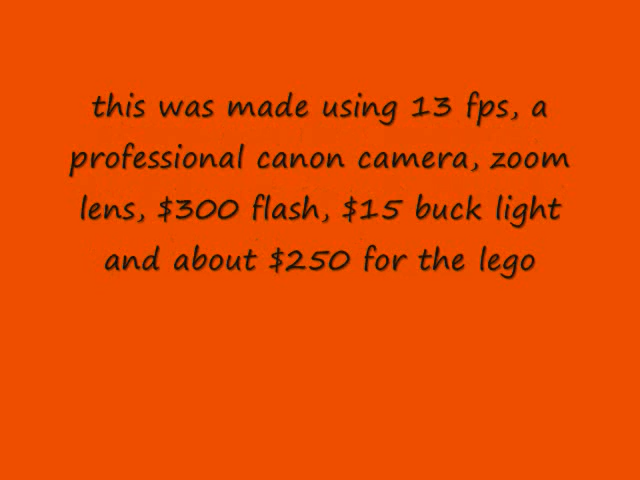 this was made using 13 fps, a
professional canon camera, zoom
lens, $300 flash, $15 buck light
and about $250 for the lego